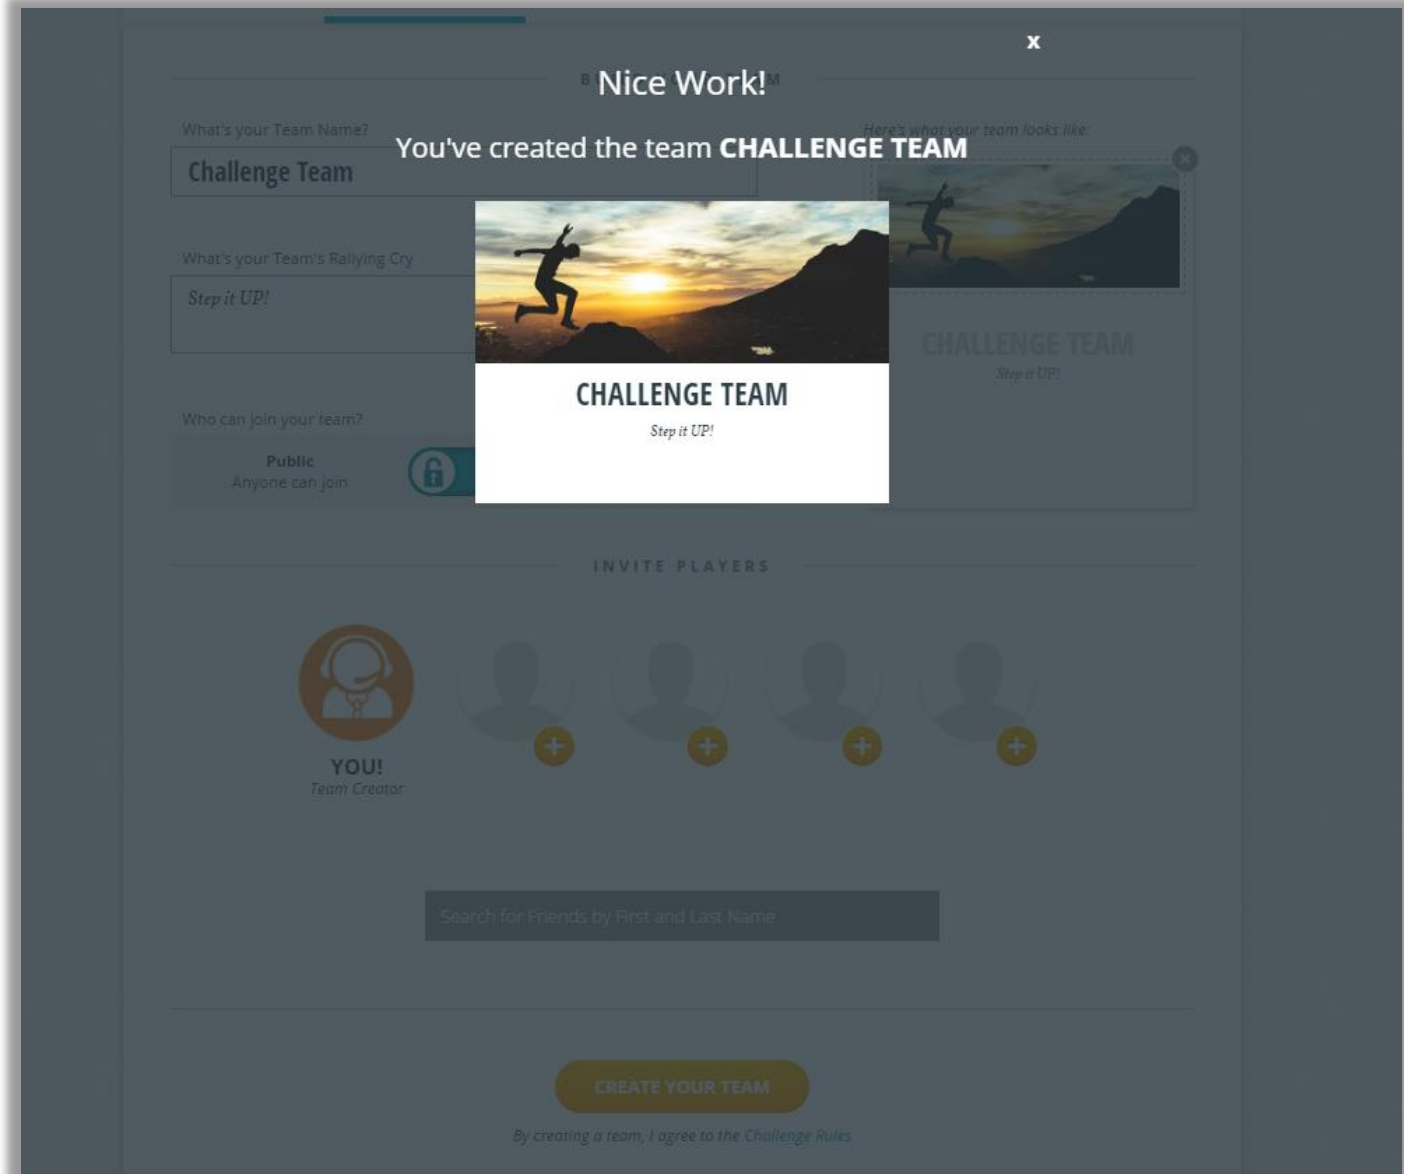 x
Nice Work!
You've created the team CHALLENGE TEAM
What's your Team Name?
Challenge Team
Here's what your team looks like:
What's your Team's Rallying Cry
Step it UP!
CHALLENGE TEAM
Step it UP!
CHALLENGE TEAM
Step it UP!
Who can join your team?
Public
Anyone can join
INVITE PLAYERS
YOU!
Team Creator
Search for Friends by First and Last Name
CREATE YOUR TEAM
By creating a team, I agree to the Challenge Rules